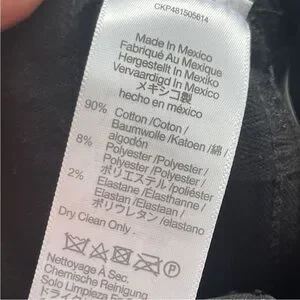 CKP481505614
Made In Mexico
Fabriqué Au Mexique
Hergestellt In Mexiko
Vervaardigd In Mexico
メキシコ製
hecho en méxico
90% Cotton /Coton /
Baumwolle /Katoen /綿 /
algodón
8% Polyester /Polyester /
Polyester /Polyester /
ポリエステル /poliéster
2% Elastane /Élasthanne /
Elastan /Elastaan /
ポリウレタン /elastano
Dry Clean Only .
Nettoyage À Sec.
Chemische Reinigung
Solo Limpieza En